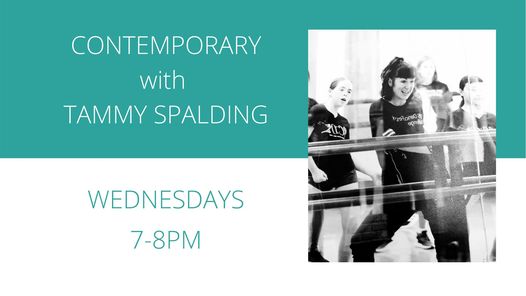 CONTEMPORARY
with
TAMMY SPALDING
WEDNESDAYS
7-8PM